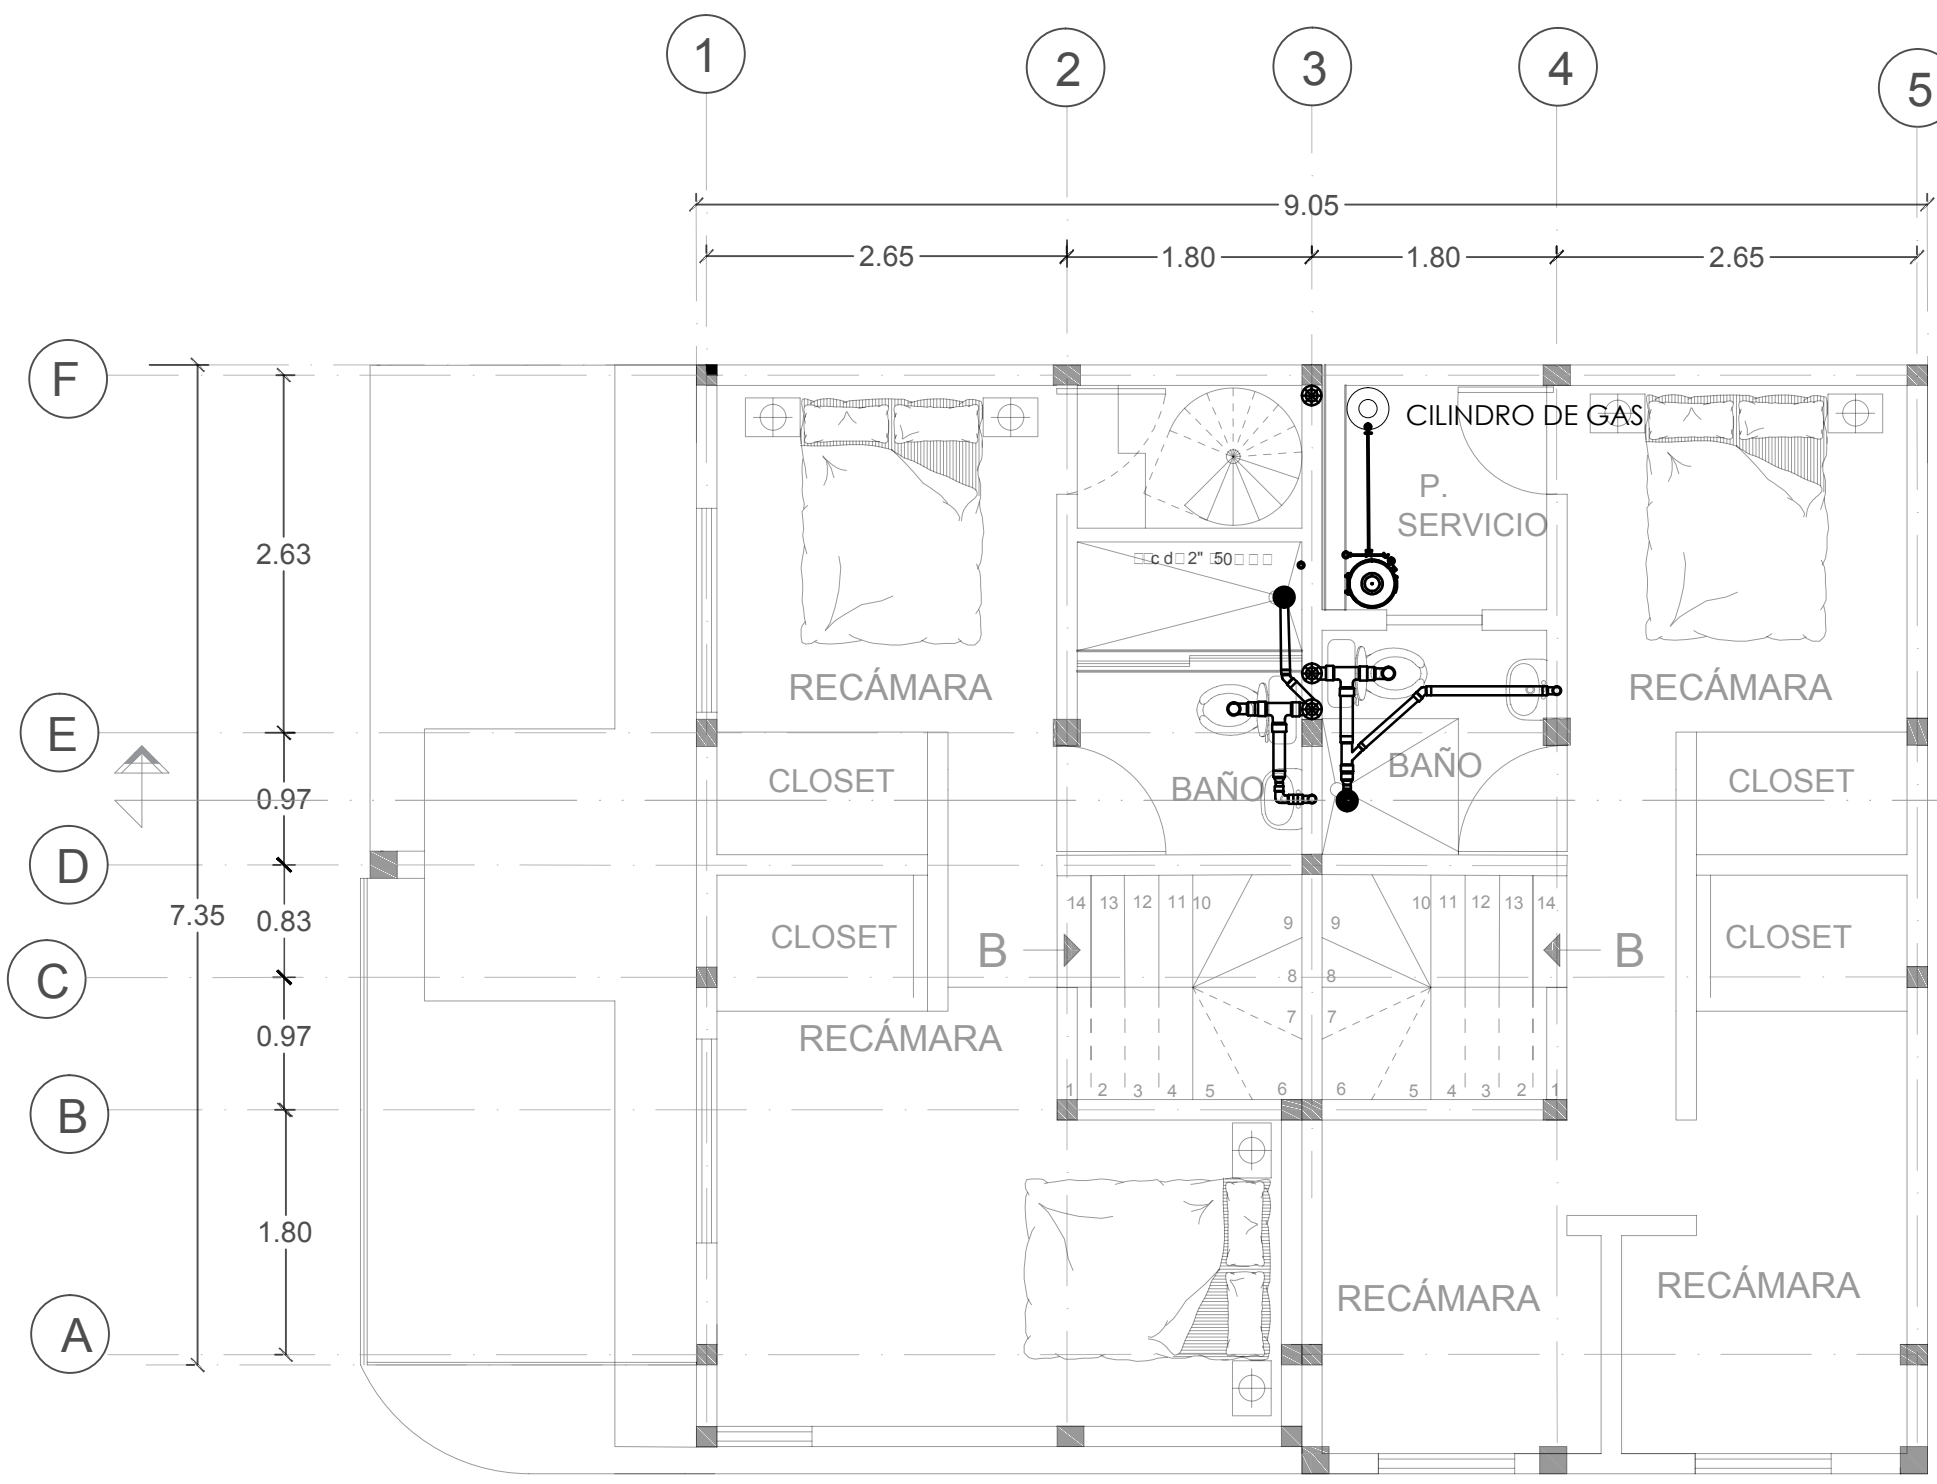 1
2
3
4
5
9.05
2.65
1.80
1.80
2.65
F
CILINDRO DE GAS
P.
SERVICIO
2.63
c d 2" 50
RECÁMARA
RECÁMARA
E
BAÑO
BAÑO
CLOSET
CLOSET
0.97
D
7.35
0.83
14 13 12 11 10
10 11 12 13 14
9 9
CLOSET
B
B
CLOSET
C
8 8
7 7
0.97
RECÁMARA
1 2 3 4 5 6
6 5 4 3 2 1
B
1.80
RECÁMARA
RECÁMARA
A